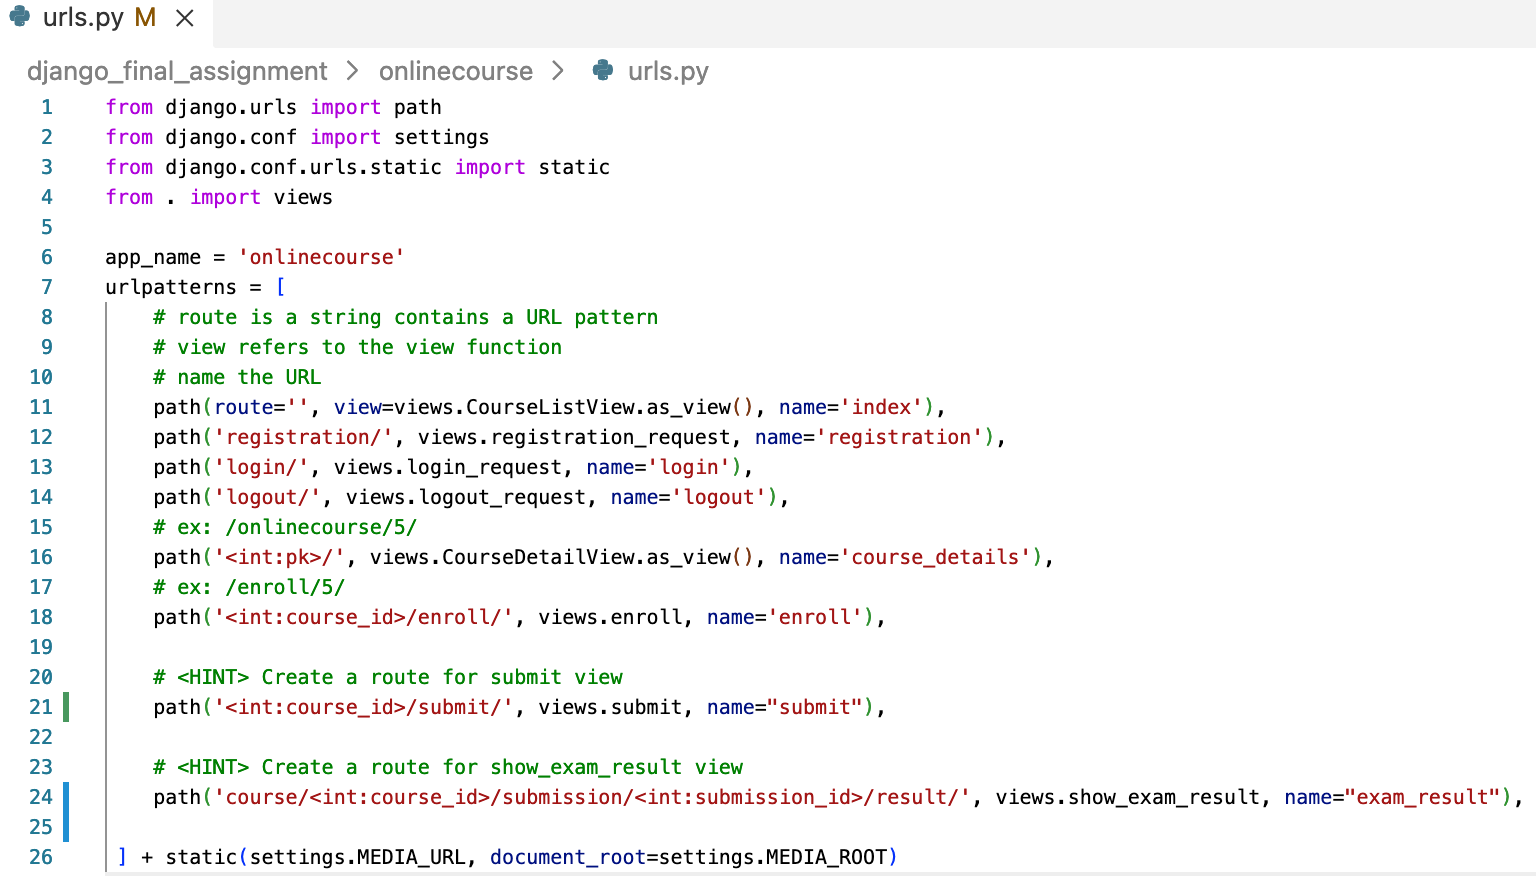 urls.py M ×
django_final_assignment > onlinecourse > urls.py
1 from django.urls import path
2 from django.conf import settings
3 from django.conf.urls.static import static
4 from . import views
5
6 app_name = 'onlinecourse'
7 urlpatterns = [
8     # route is a string contains a URL pattern
9     # view refers to the view function
10     # name the URL
11     path(route='', view=views.CourseListView.as_view(), name='index'),
12     path('registration/', views.registration_request, name='registration'),
13     path('login/', views.login_request, name='login'),
14     path('logout/', views.logout_request, name='logout'),
15     # ex: /onlinecourse/5/
16     path('<int:pk>/', views.CourseDetailView.as_view(), name='course_details'),
17     # ex: /enroll/5/
18     path('<int:course_id>/enroll/', views.enroll, name='enroll'),
19
20     # <HINT> Create a route for submit view
21     path('<int:course_id>/submit/', views.submit, name="submit"),
22
23     # <HINT> Create a route for show_exam_result view
24     path('course/<int:course_id>/submission/<int:submission_id>/result/', views.show_exam_result, name="exam_result"),
25
26  ] + static(settings.MEDIA_URL, document_root=settings.MEDIA_ROOT)